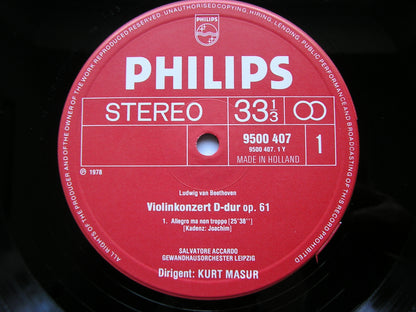 ALL RIGHTS OF THE PRODUCER AND OF THE OWNER OF THE WORK REPRODUCED RESERVED UNAUTHORISED COPYING, HIRING, LENDING, PUBLIC PERFORMANCE AND BROADCASTING OF THIS RECORD PROHIBITED
PHILIPS
PHILIPS
STEREO 33 1/3
9500 407
9500 407. 1 Y
MADE IN HOLLAND
1
℗ 1978
Ludwig van Beethoven
Violinkonzert D-dur op. 61
1. Allegro ma non troppo [25'38'']
[Kadenz: Joachim]
SALVATORE ACCARDO
GEWANDHAUSORCHESTER LEIPZIG
Dirigent: KURT MASUR